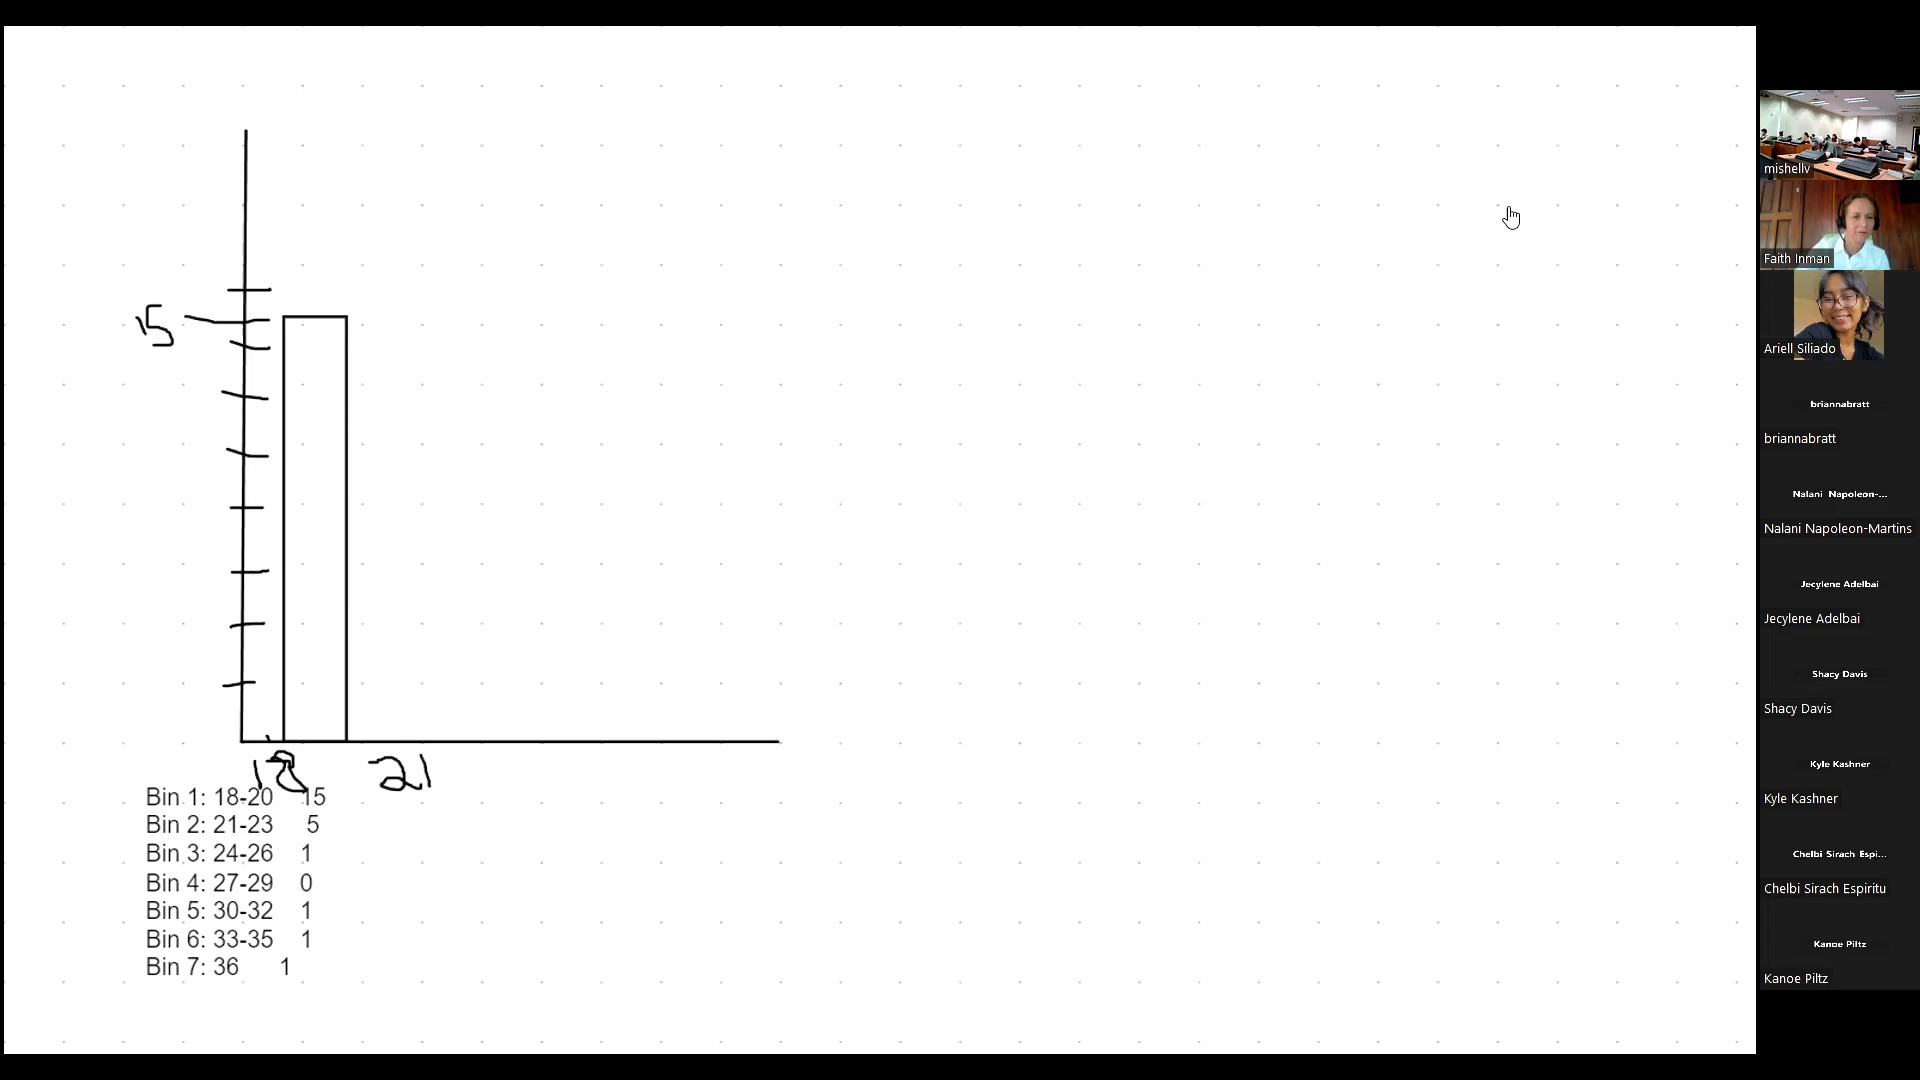 15
18 21
Bin 1: 18-20 15
Bin 2: 21-23 5
Bin 3: 24-26 1
Bin 4: 27-29 0
Bin 5: 30-32 1
Bin 6: 33-35 1
Bin 7: 36 1
mishellv
Faith Inman
Ariell Siliado
briannabratt
briannabratt
Nalani Napoleon-...
Nalani Napoleon-Martins
Jecylene Adelbai
Jecylene Adelbai
Shacy Davis
Shacy Davis
Kyle Kashner
Kyle Kashner
Chelbi Sirach Espi...
Chelbi Sirach Espiritu
Kanoe Piltz
Kanoe Piltz